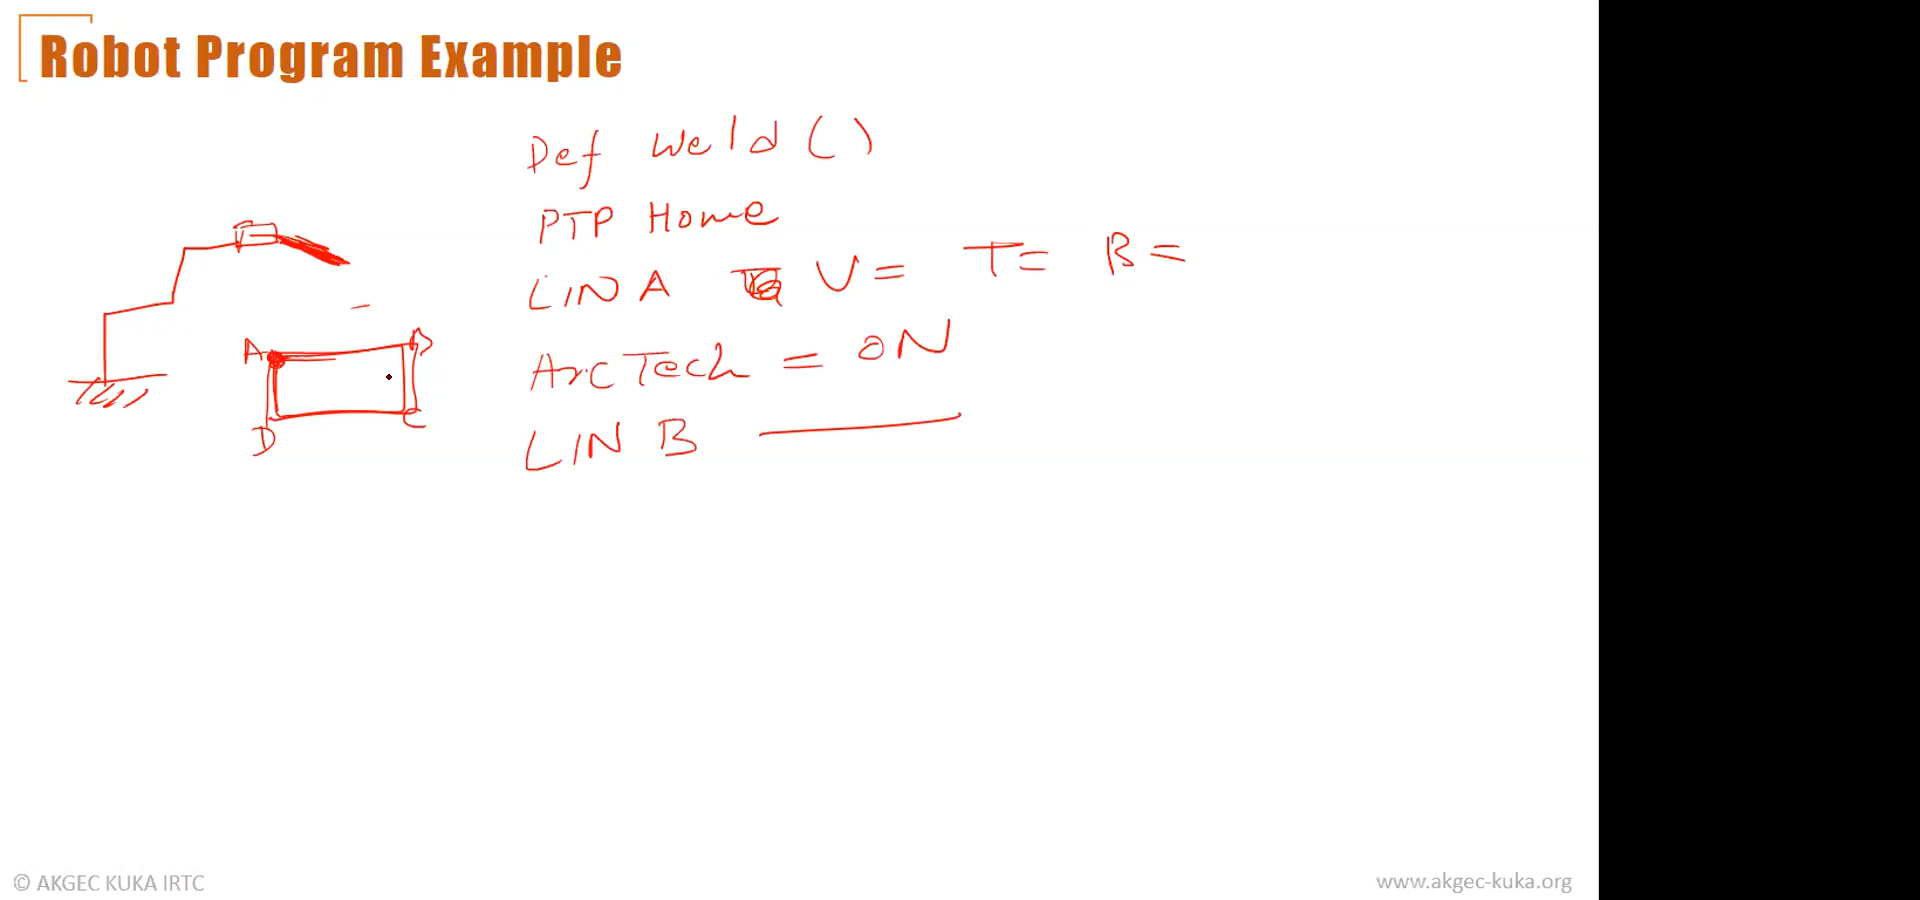 Robot Program Example
Def Weld ( )
PTP Home
LIN A V = T = B =
ArcTech = ON
LIN B
A B
D C
© AKGEC KUKA IRTC
www.akgec-kuka.org